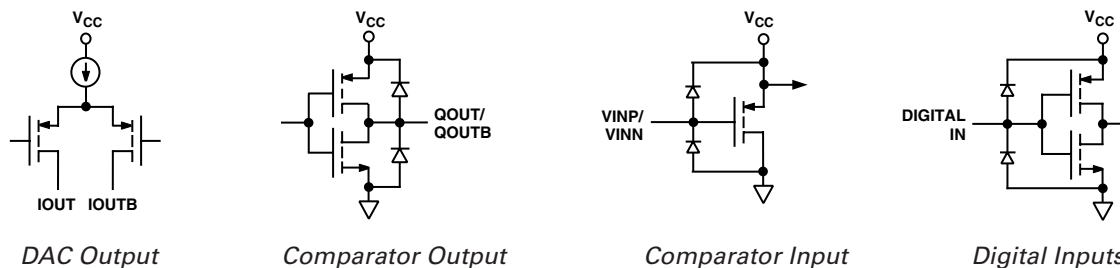 VCC
IOUT IOUTB
DAC Output
VCC
QOUT/
QOUTB
Comparator Output
VCC
VINP/
VINN
Comparator Input
VCC
DIGITAL
IN
Digital Inputs